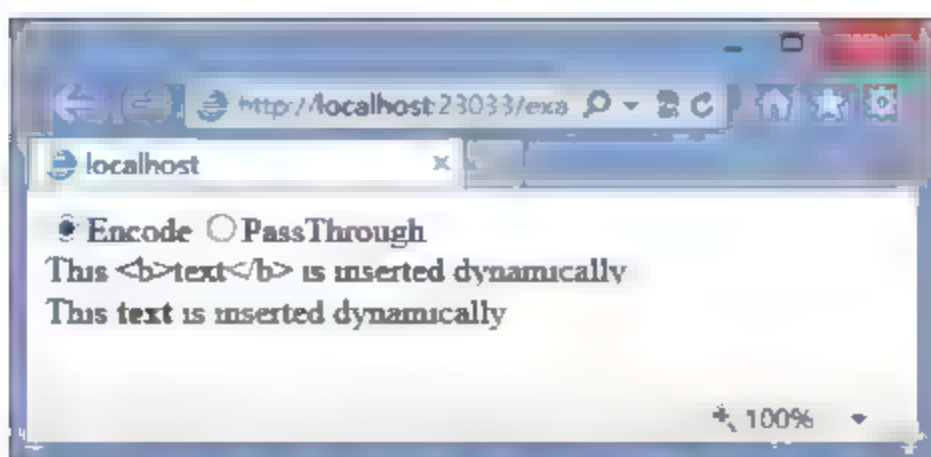 http://localhost:23033/exa
localhost
Encode PassThrough
This <b>text</b> is inserted dynamically
This text is inserted dynamically
100%